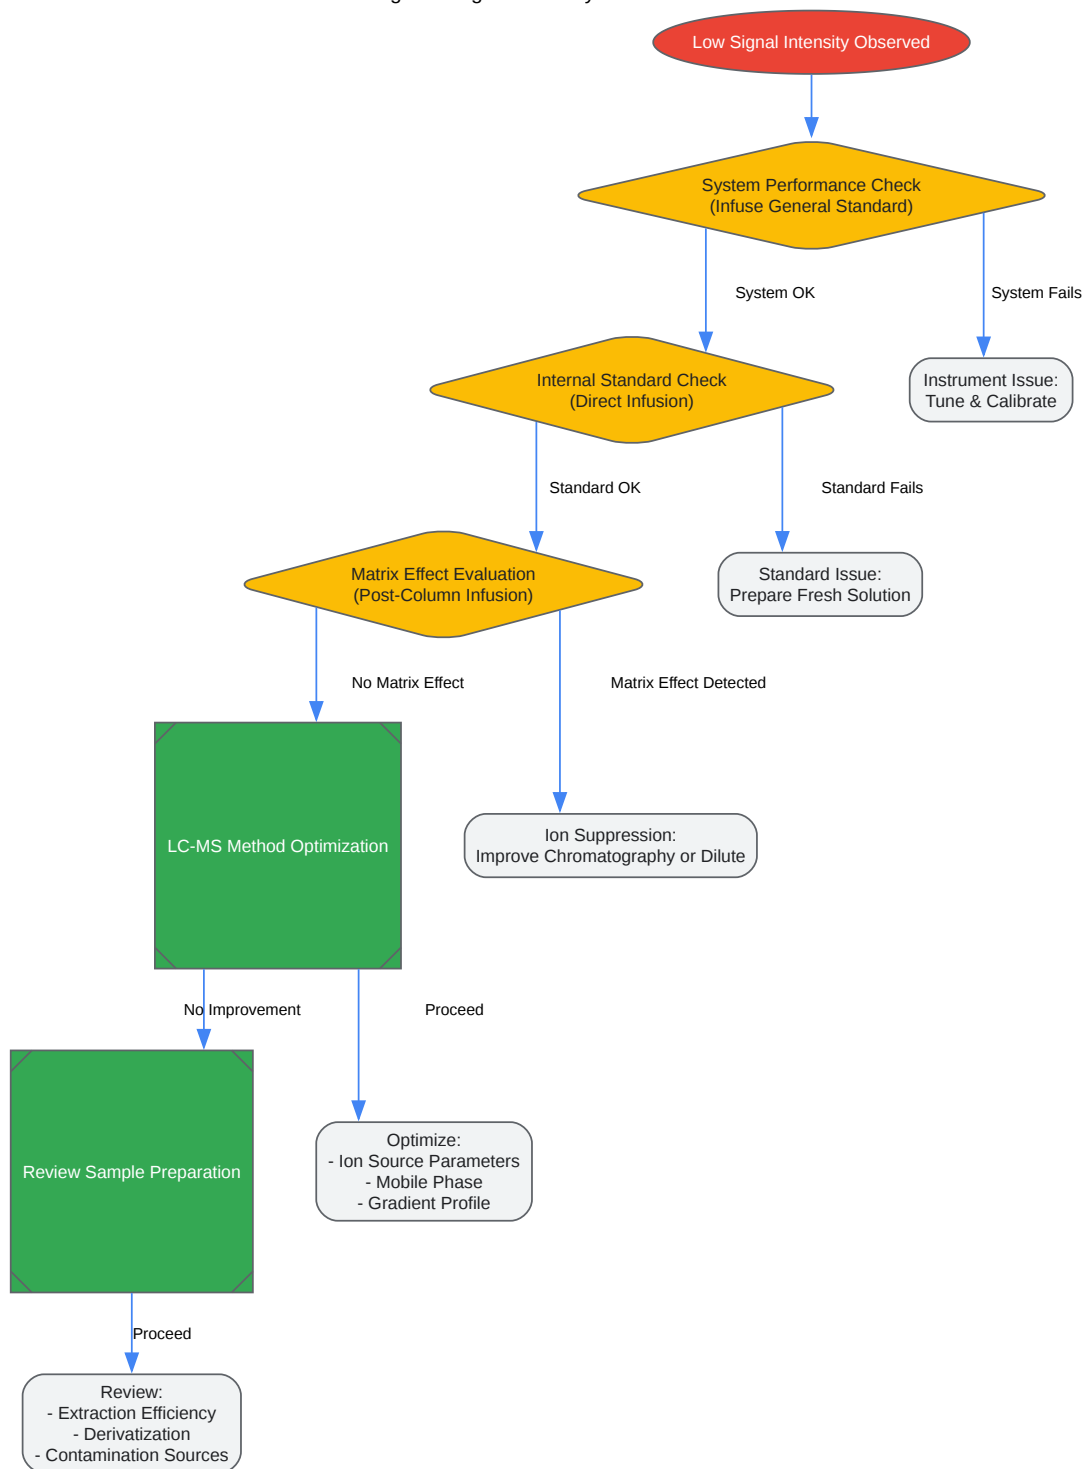 Low Signal Intensity Observed
System Performance Check
(Infuse General Standard)
System OK
System Fails
Internal Standard Check
(Direct Infusion)
Instrument Issue:
Tune & Calibrate
Standard OK
Standard Fails
Matrix Effect Evaluation
(Post-Column Infusion)
Standard Issue:
Prepare Fresh Solution
No Matrix Effect
Matrix Effect Detected
LC-MS Method Optimization
Ion Suppression:
Improve Chromatography or Dilute
No Improvement
Proceed
Review Sample Preparation
Optimize:
- Ion Source Parameters
- Mobile Phase
- Gradient Profile
Proceed
Review:
- Extraction Efficiency
- Derivatization
- Contamination Sources